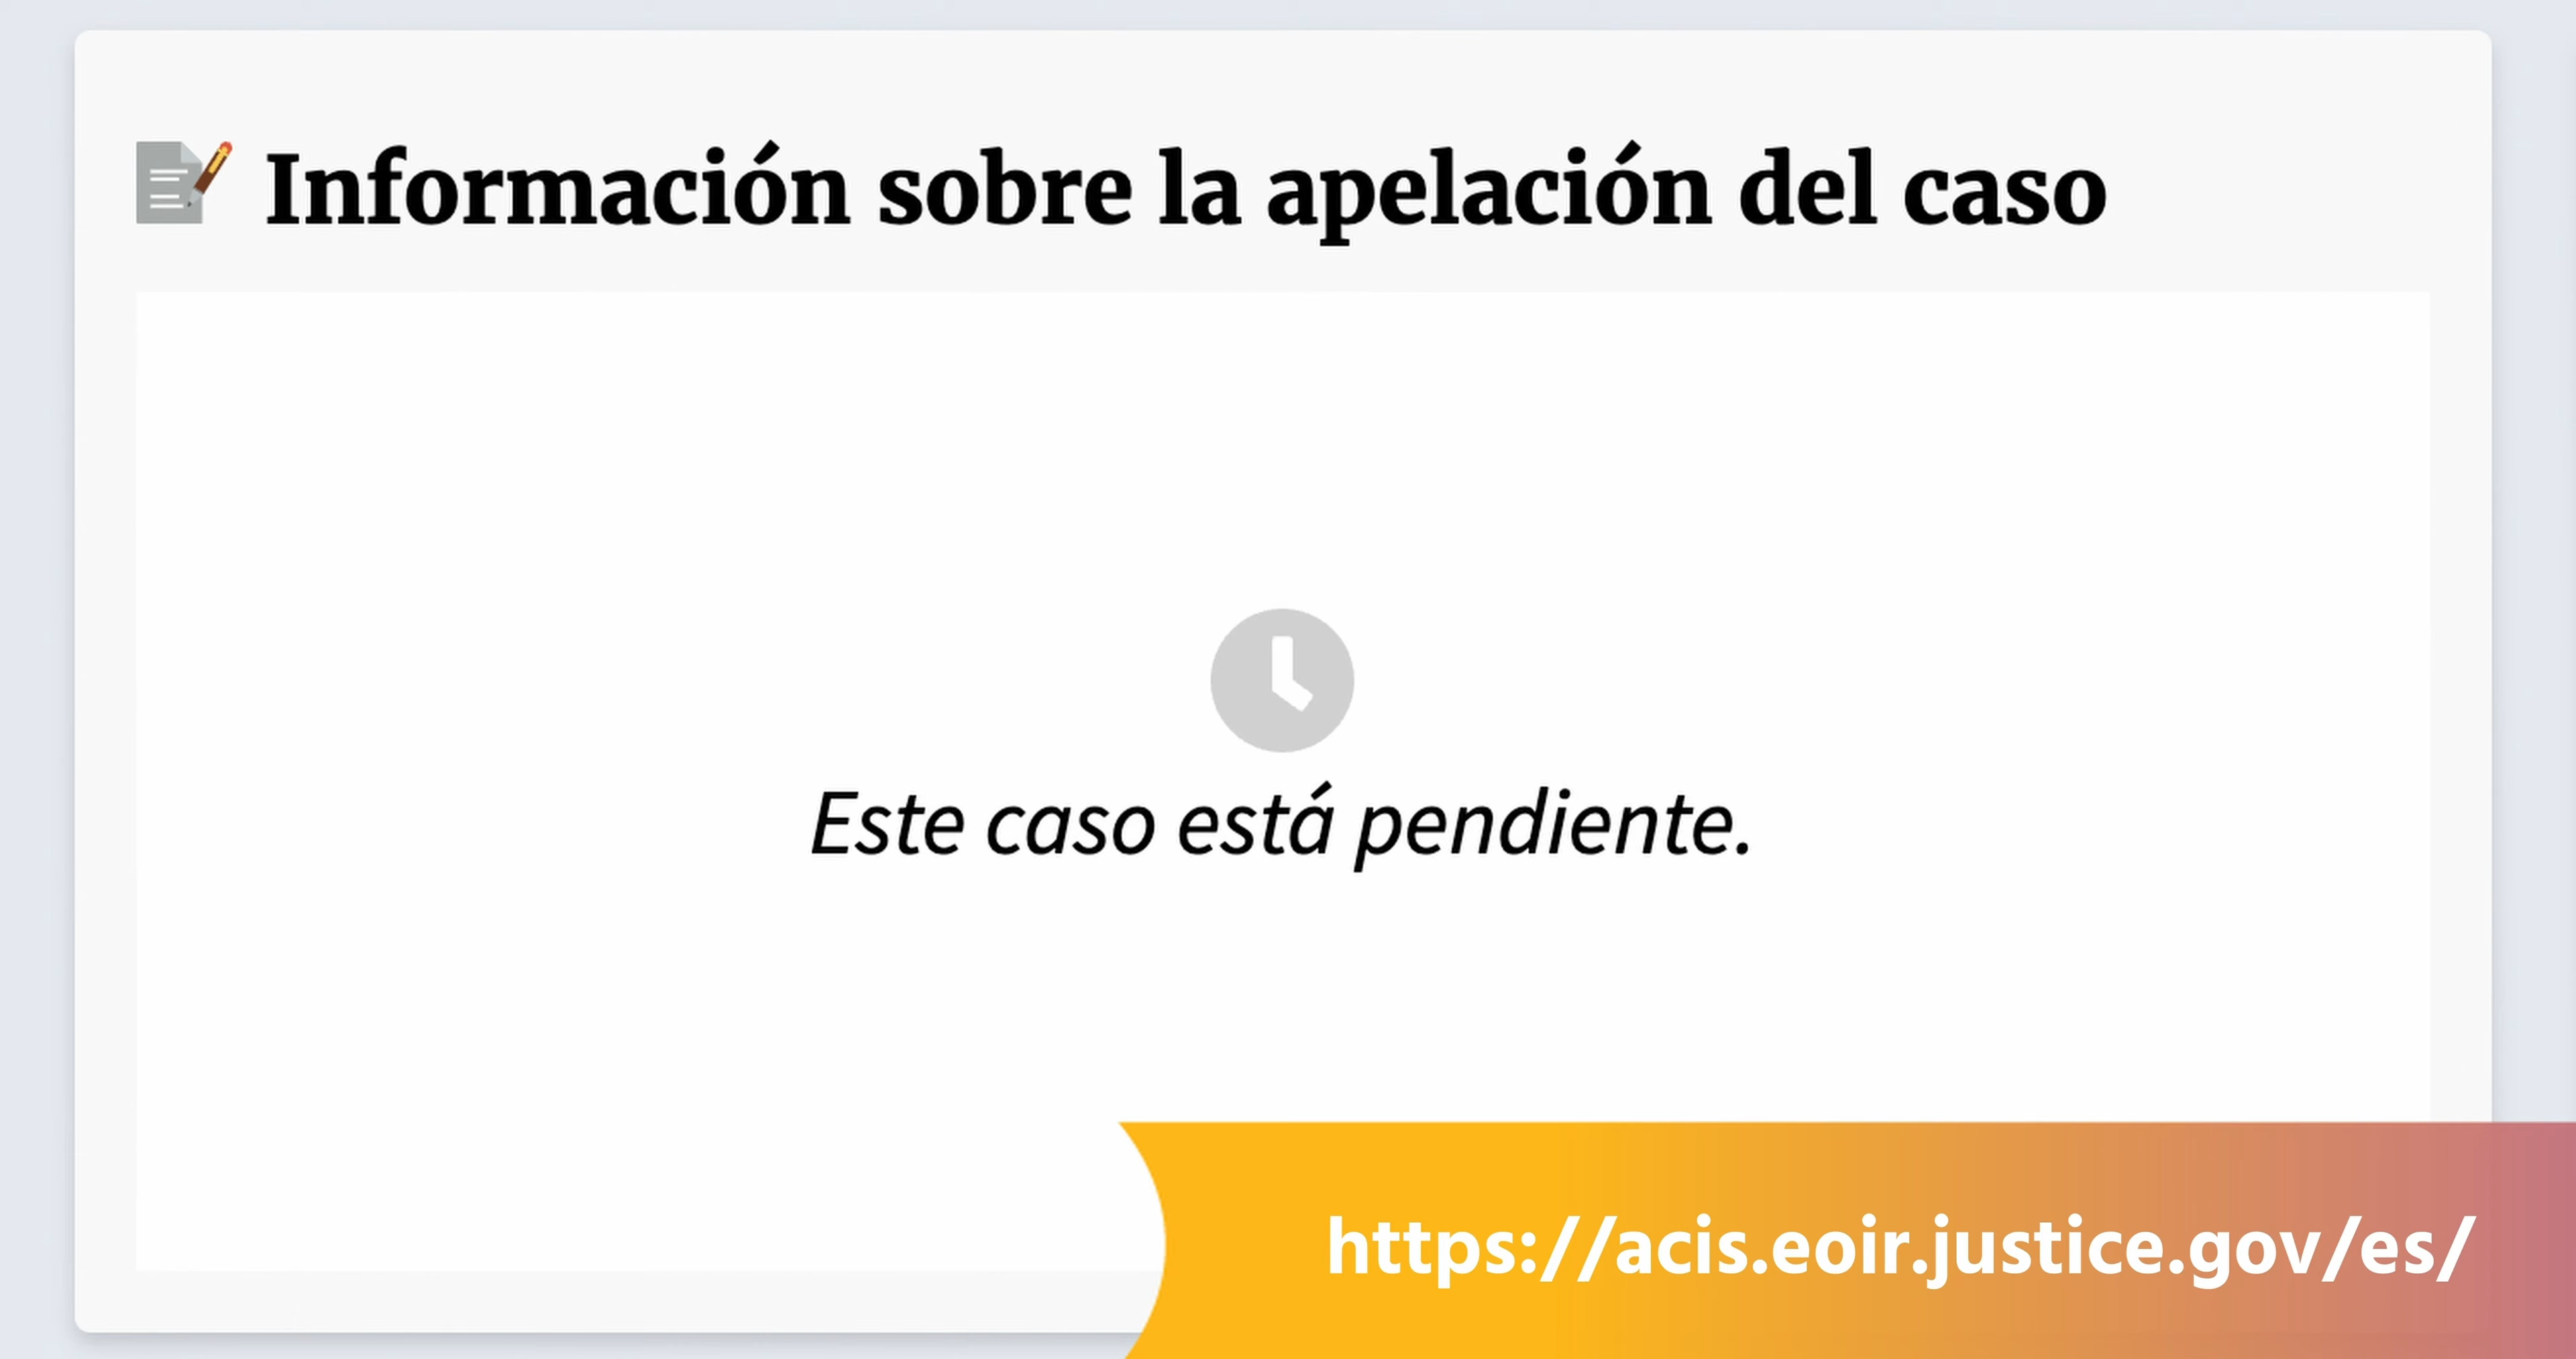 Información sobre la apelación del caso
Este caso está pendiente.
https://acis.eoir.justice.gov/es/